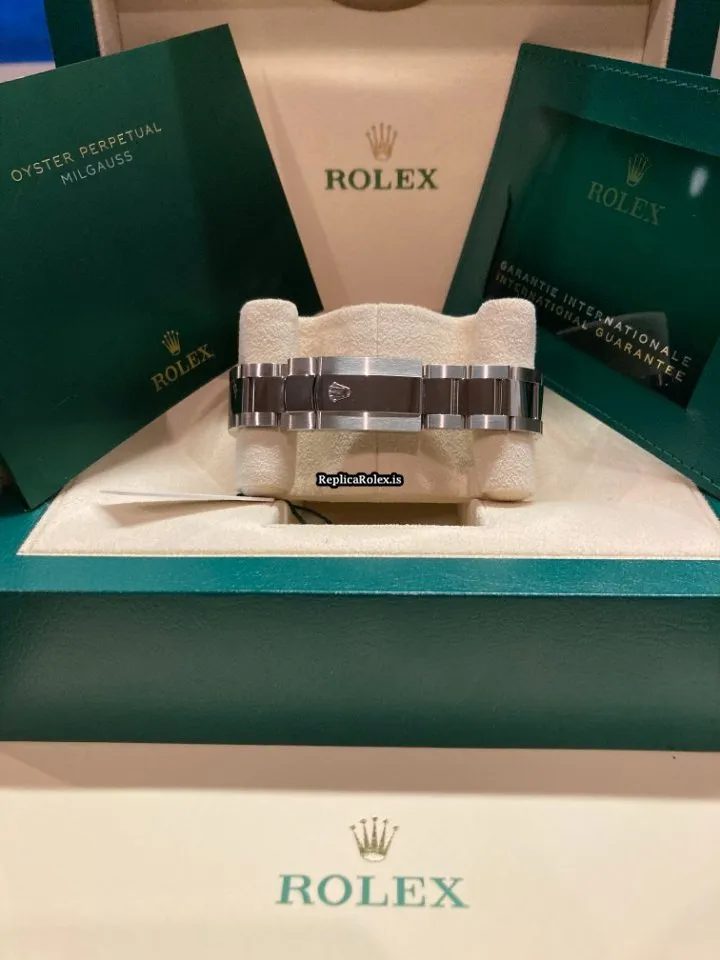 OYSTER PERPETUAL
MILGAUSS
ROLEX
ROLEX
ROLEX
GARANTIE INTERNATIONALE
INTERNATIONAL GUARANTEE
ReplicaRolex.is
ROLEX